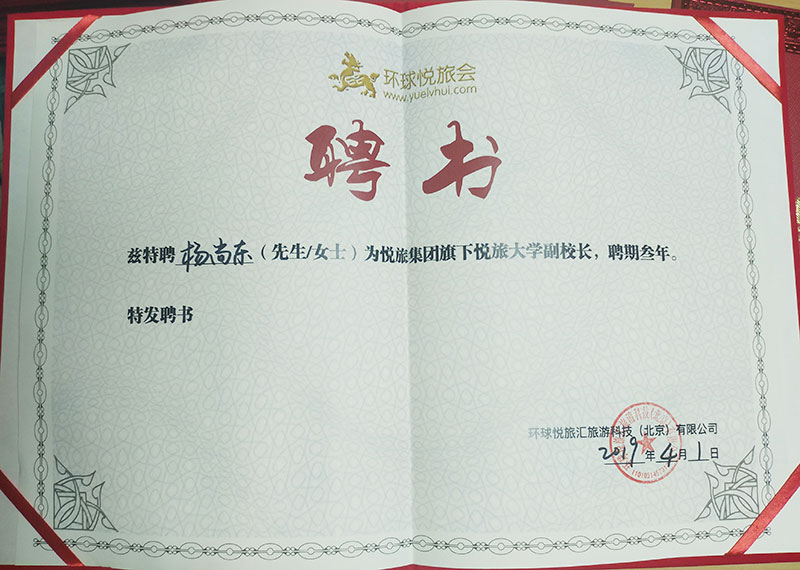 环球悦旅会
www.yuelvhui.com
聘书
兹特聘 杨尚东（先生/女士）为悦旅集团旗下悦旅大学副校长，聘期叁年。
特发聘书
环球悦旅汇旅游科技（北京）有限公司
2019年4月1日